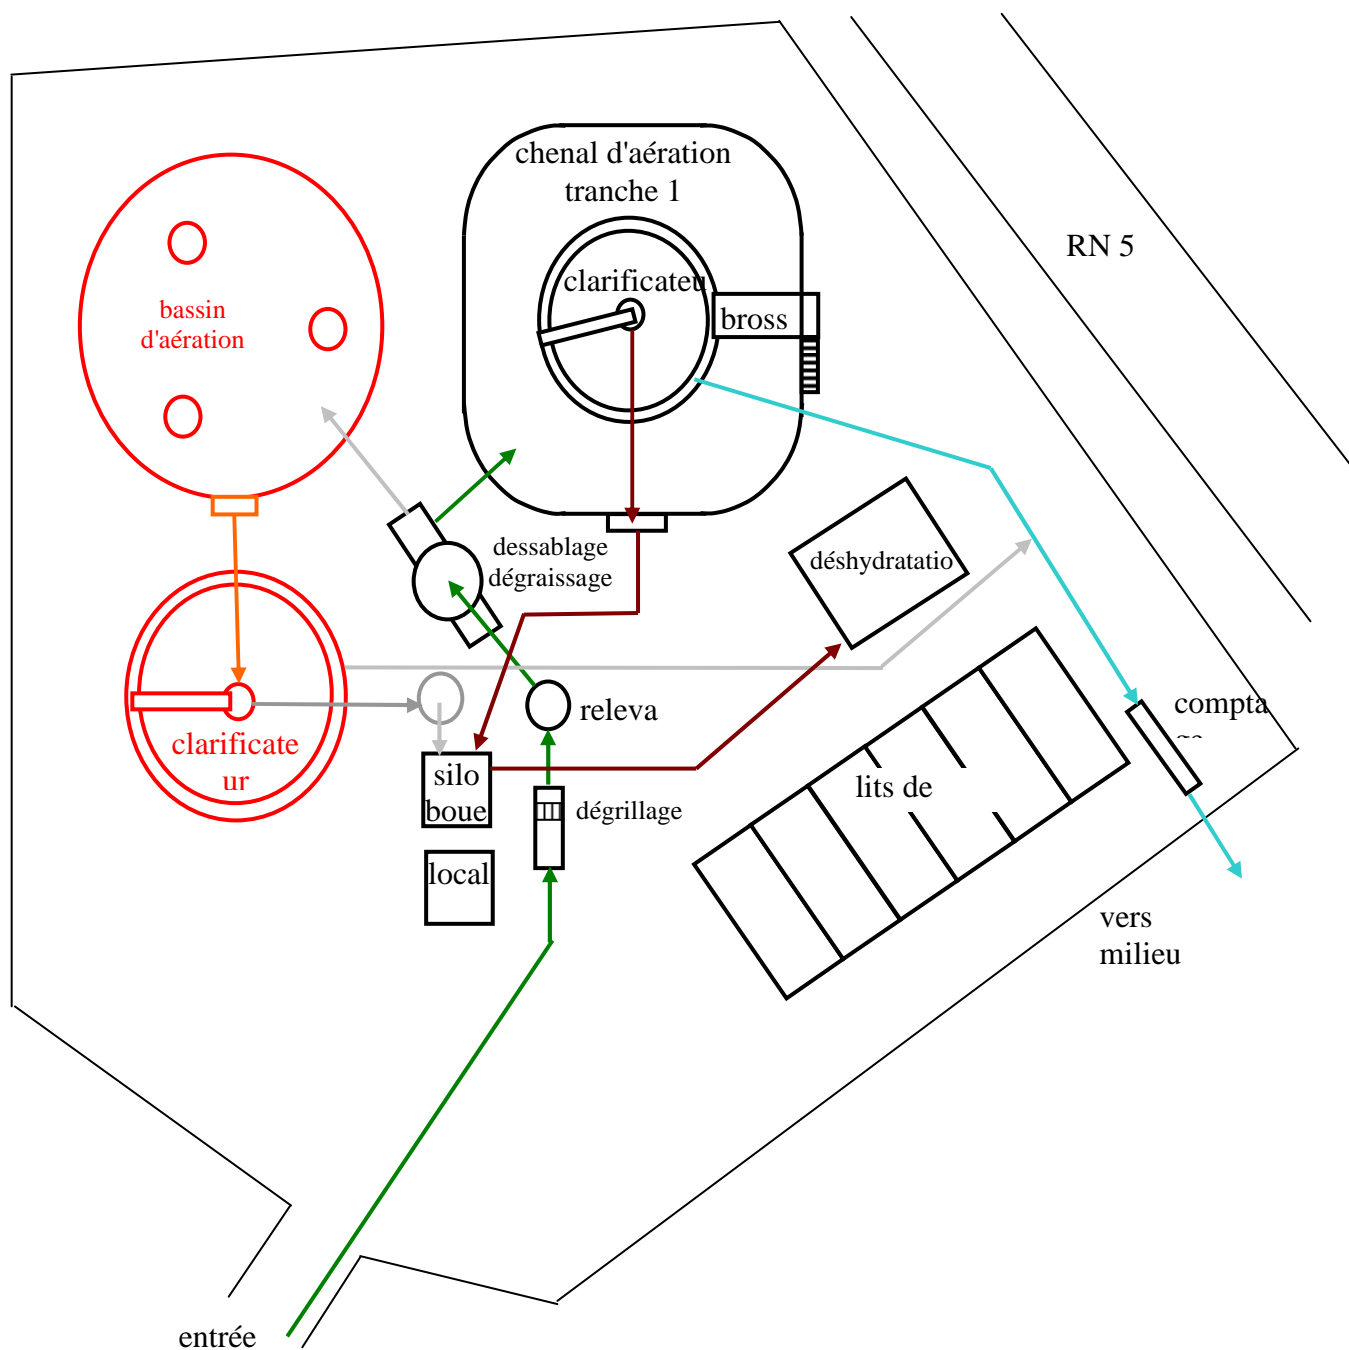 chenal d'aération
tranche 1
RN 5
clarificateu
bross
bassin
d'aération
dessablage
dégraissage
déshydratatio
releva
compta
clarificate
ur
silo
boue
dégrillage
lits de
local
vers
milieu
entrée